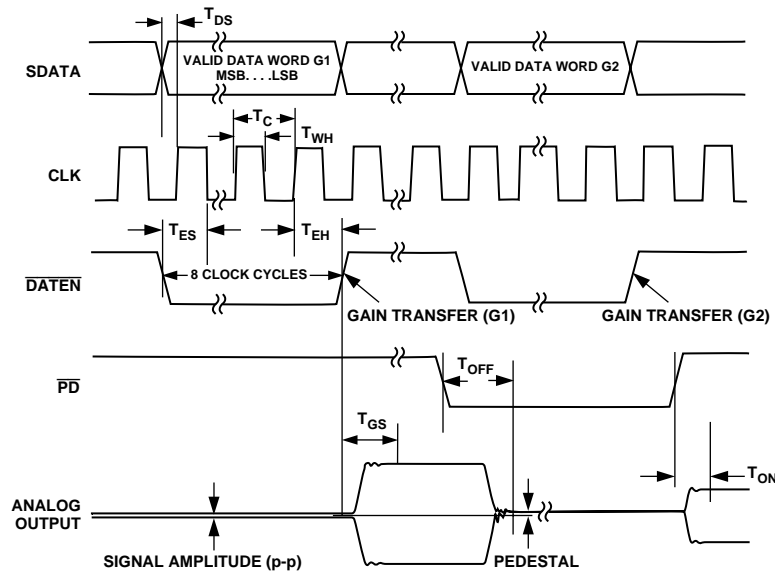 T_DS
SDATA
VALID DATA WORD G1
MSB. . . .LSB
VALID DATA WORD G2
T_C
T_WH
CLK
T_ES
T_EH
DATEN
8 CLOCK CYCLES
GAIN TRANSFER (G1)
GAIN TRANSFER (G2)
PD
T_OFF
T_GS
T_ON
ANALOG
OUTPUT
SIGNAL AMPLITUDE (p-p)
PEDESTAL